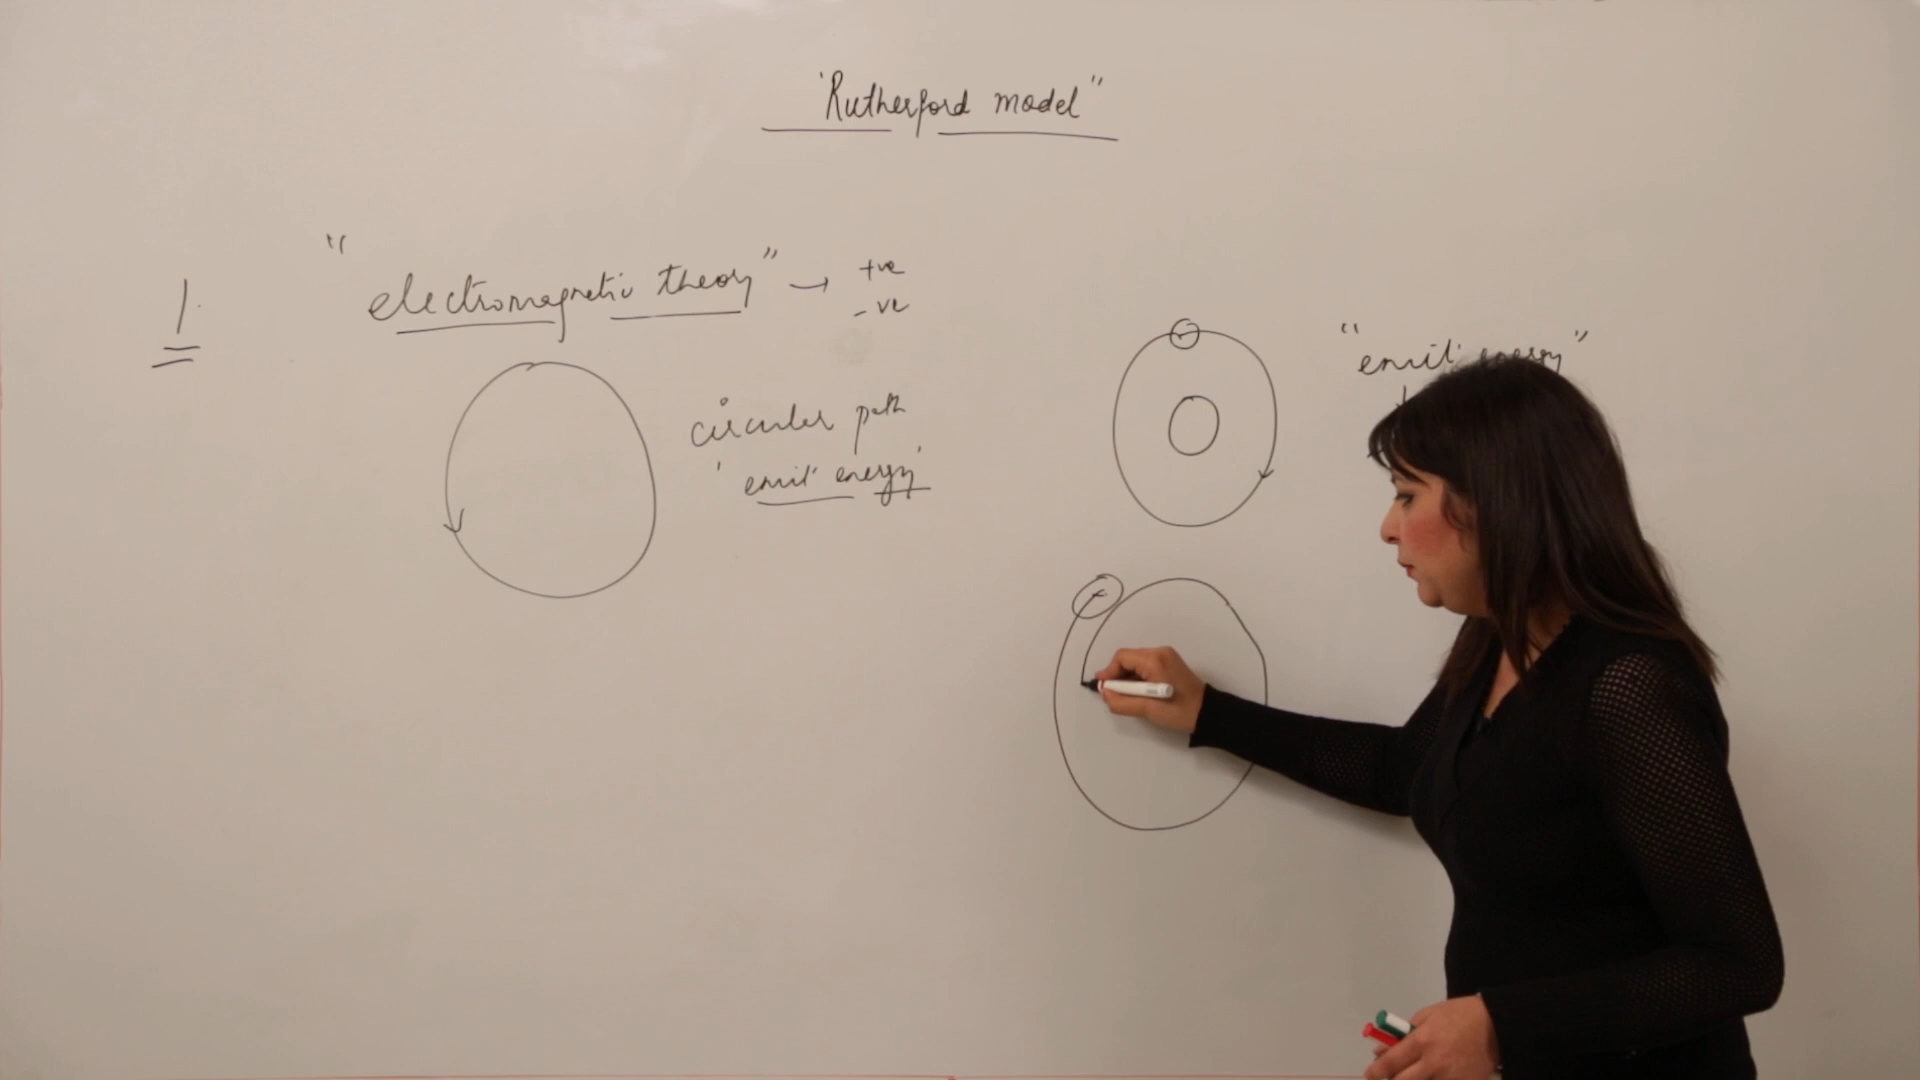 "Rutherford model"
1.
"electromagnetic theory" → +ve
-ve
circular path
'emit energy'
"emit energy"